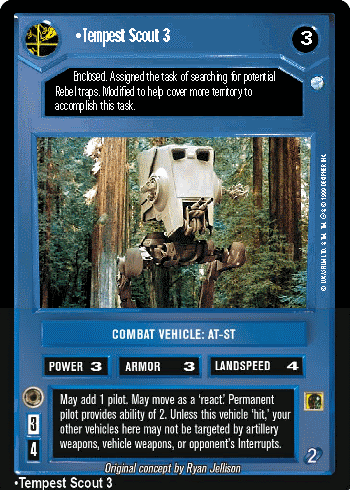 •Tempest Scout 3
3
Enclosed. Assigned the task of searching for potential
Rebel traps. Modified to help cover more territory to
accomplish this task.
COMBAT VEHICLE: AT-ST
POWER 3 ARMOR 3 LANDSPEED 4
May add 1 pilot. May move as a 'react.' Permanent
pilot provides ability of 2. Unless this vehicle 'hit,' your
other vehicles here may not be targeted by artillery
weapons, vehicle weapons, or opponent's Interrupts.
3
4
2
Original concept by Ryan Jellison
•Tempest Scout 3